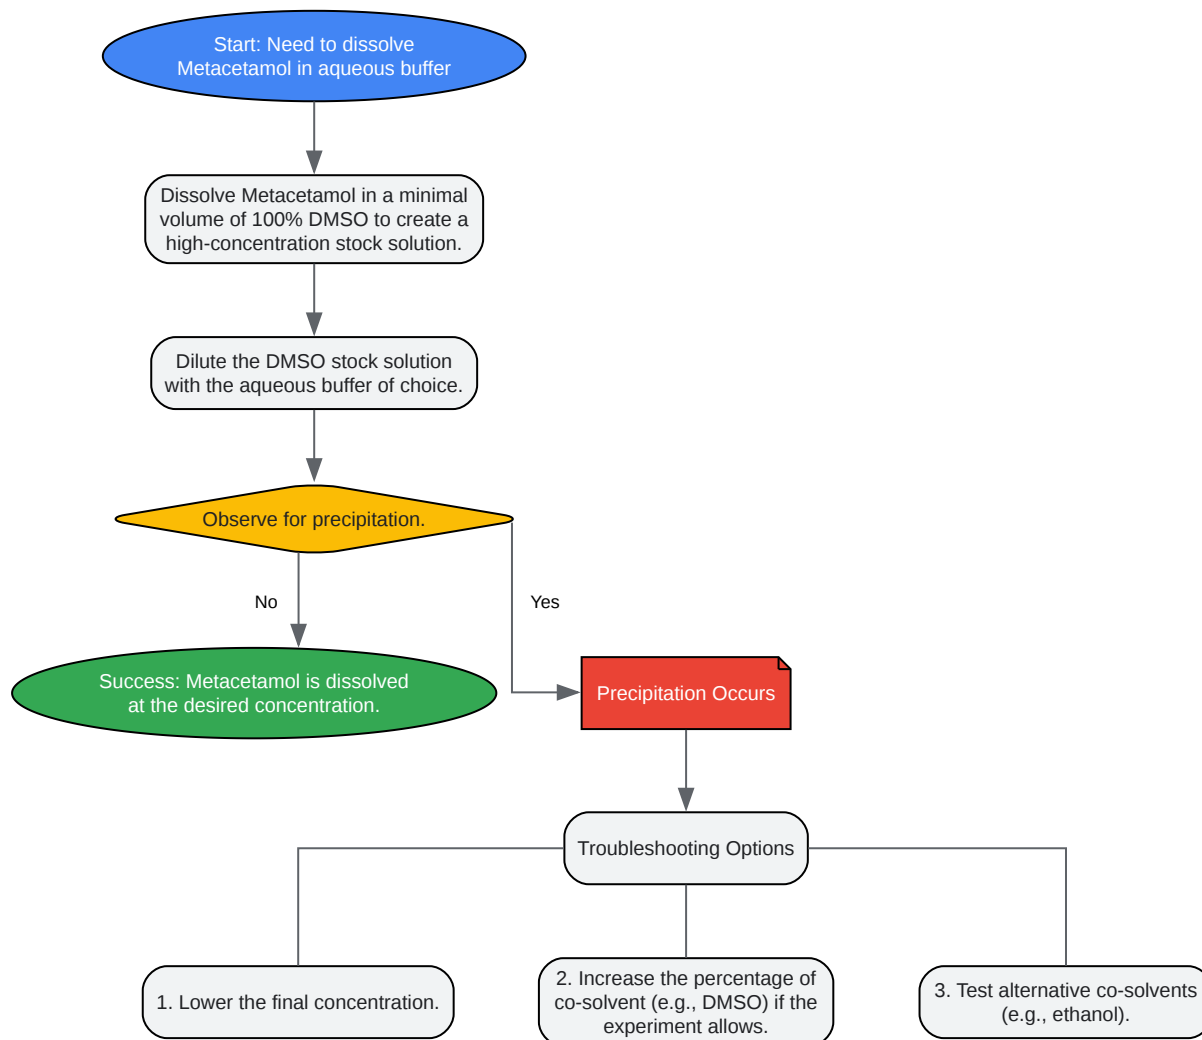 Start: Need to dissolve
Metacetamol in aqueous buffer
Dissolve Metacetamol in a minimal
volume of 100% DMSO to create a
high-concentration stock solution.
Dilute the DMSO stock solution
with the aqueous buffer of choice.
Observe for precipitation.
No
Yes
Success: Metacetamol is dissolved
at the desired concentration.
Precipitation Occurs
Troubleshooting Options
1. Lower the final concentration.
2. Increase the percentage of
co-solvent (e.g., DMSO) if the
experiment allows.
3. Test alternative co-solvents
(e.g., ethanol).